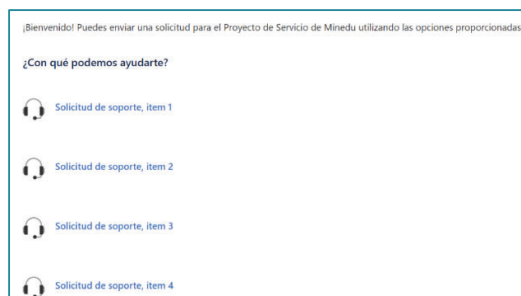 ¡Bienvenido! Puedes enviar una solicitud para el Proyecto de Servicio de Minedu utilizando las opciones proporcionadas
¿Con qué podemos ayudarte?
Solicitud de soporte, item 1
Solicitud de soporte, item 2
Solicitud de soporte, item 3
Solicitud de soporte, item 4